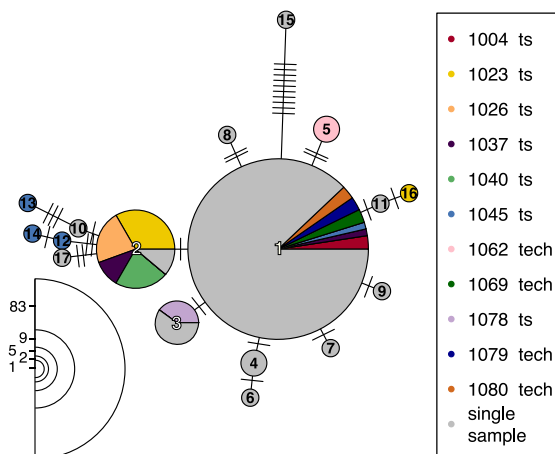 15
5
8
16
11
13
10
14
12
17
2
1
9
3
7
4
6
83
9
5
2
1
1004 ts
1023 ts
1026 ts
1037 ts
1040 ts
1045 ts
1062 tech
1069 tech
1078 ts
1079 tech
1080 tech
single
sample